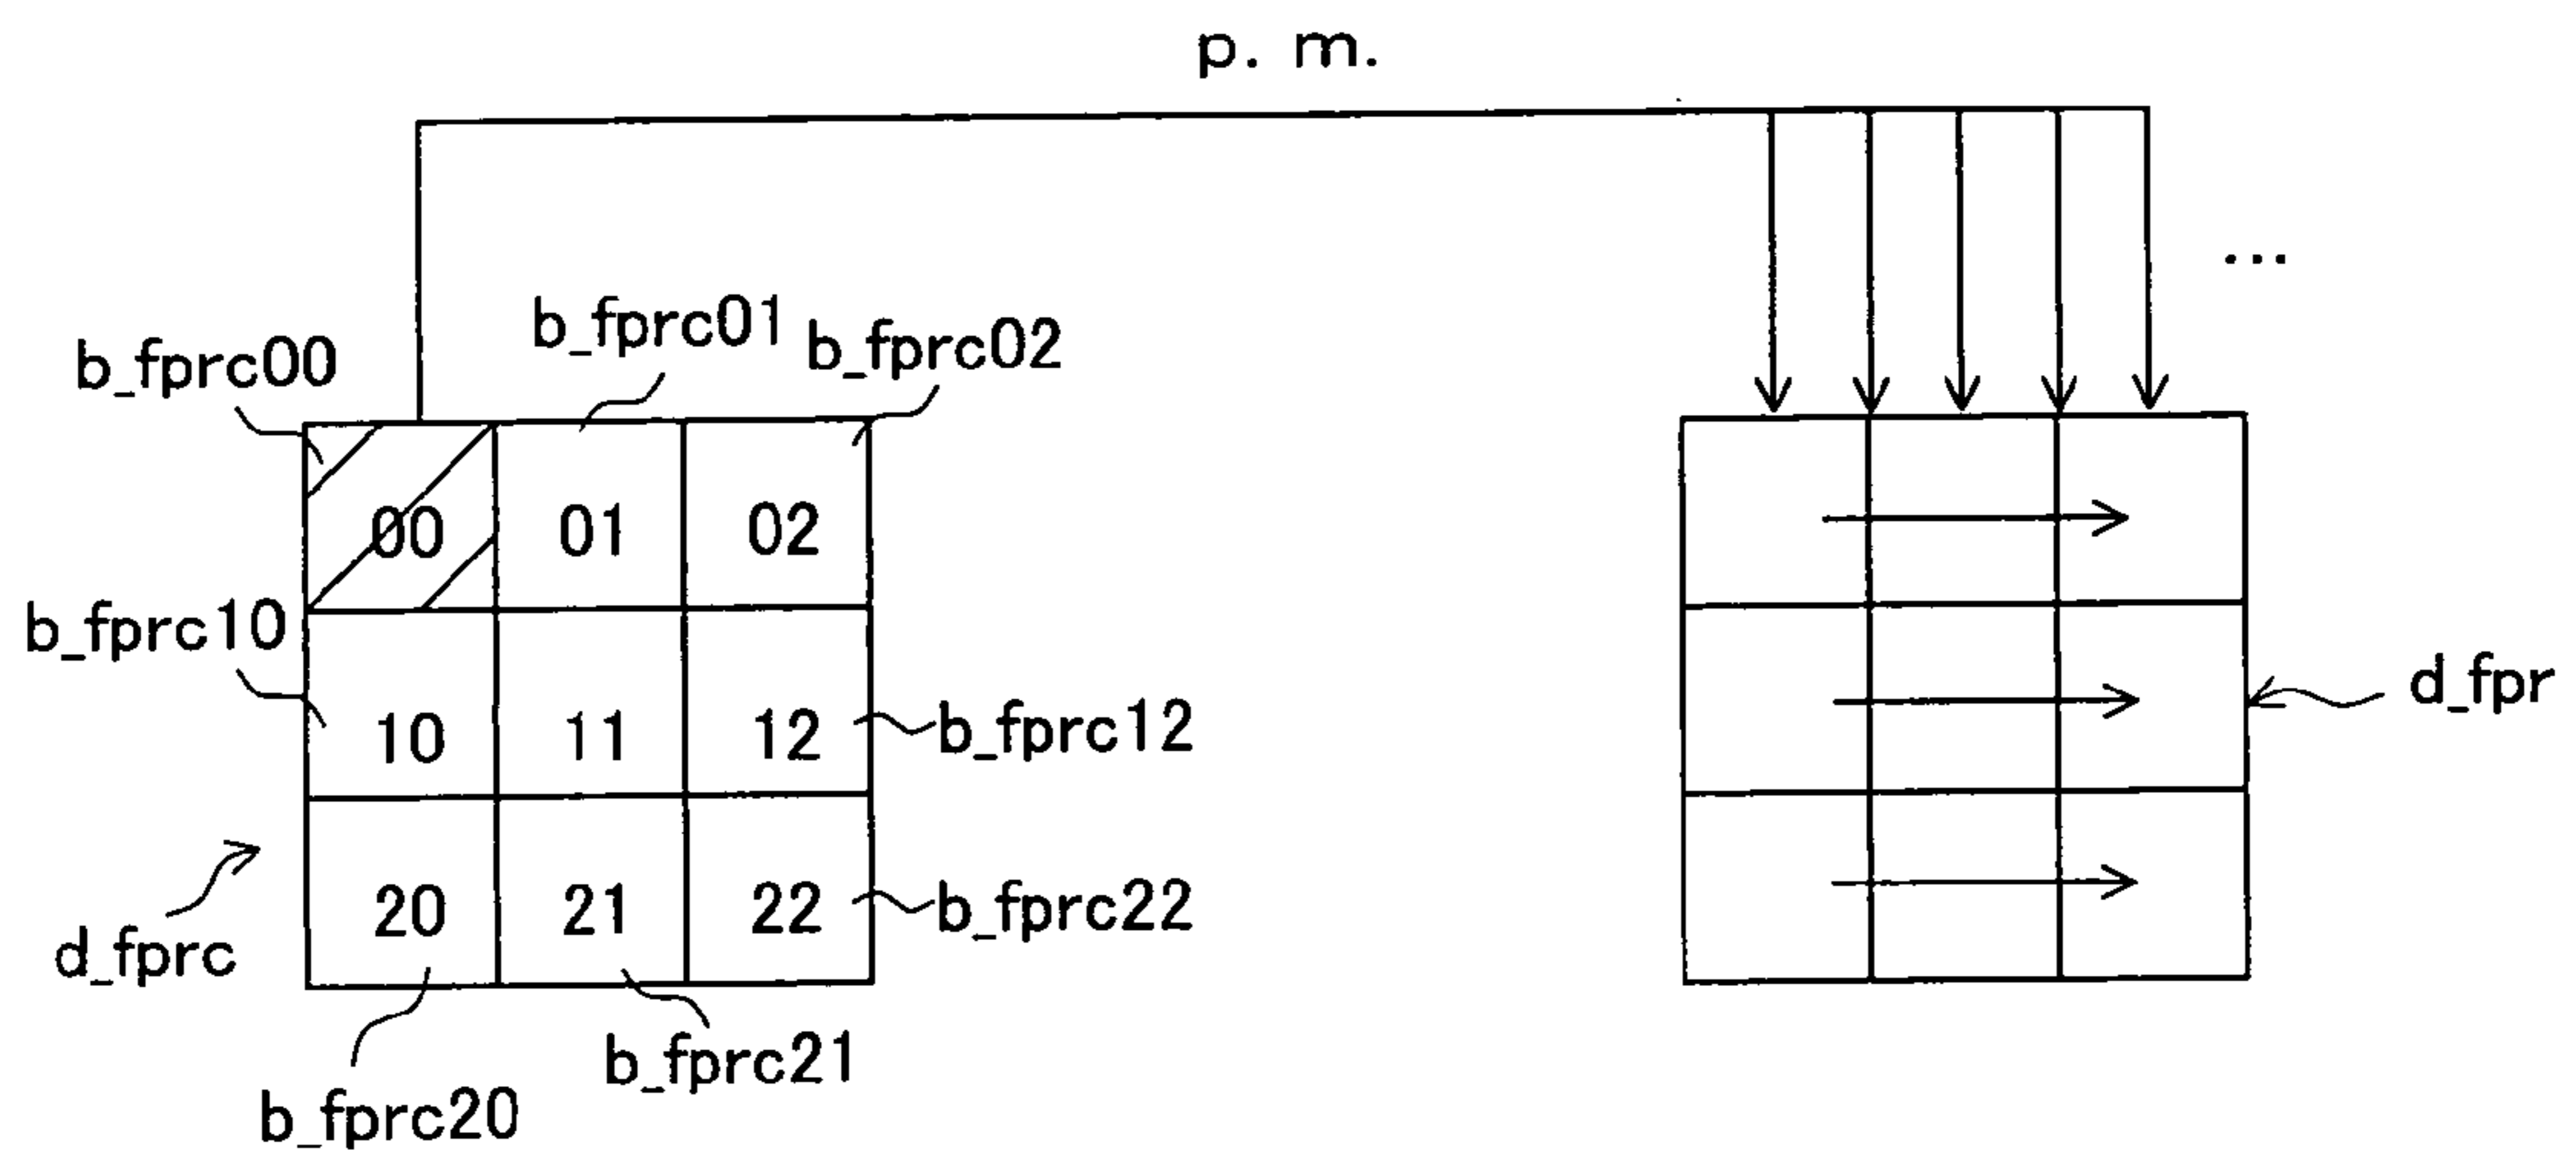 p. m.
...
b_fprc01
b_fprc02
b_fprc00
00 01 02
b_fprc10
10 11 12
b_fprc12
d_fpr
20 21 22
b_fprc22
d_fprc
b_fprc21
b_fprc20